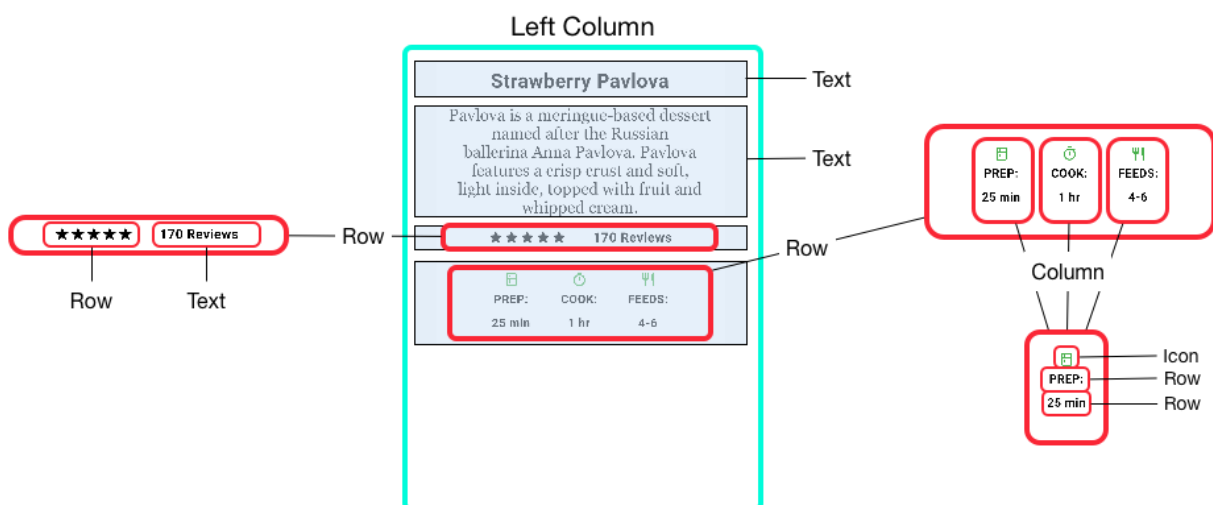 Left Column
Strawberry Pavlova
Text
Pavlova is a meringue-based dessert
named after the Russian
ballerina Anna Pavlova. Pavlova
features a crisp crust and soft,
light inside, topped with fruit and
whipped cream.
Text
★★★★★ 170 Reviews
Row
Row
Text
★★★★★ 170 Reviews
Row
PREP: COOK: FEEDS:
25 min 1 hr 4-6
PREP: COOK: FEEDS:
25 min 1 hr 4-6
Column
Icon
PREP:
Row
25 min
Row